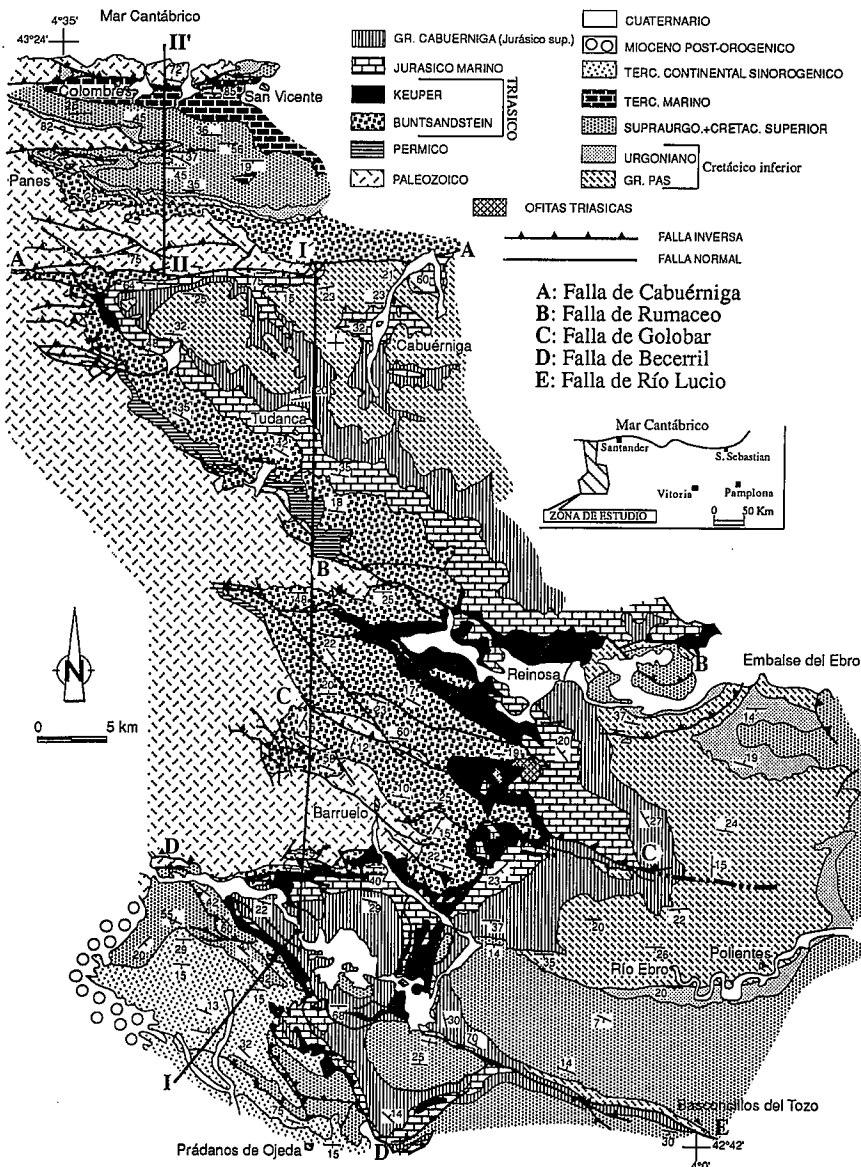 4°35'
Mar Cantábrico
43°24'
II'
Colombres
San Vicente
Panes
A
II
I'
A
Cabuérniga
Tudanca
B
Reinosa
B
Embalse del Ebro
C
Barruelo
C
D
Río Ebro
Polientes
I
Prádanos de Ojeda
D
Basconcillos del Tozo
E
42°42'
4°0'
N
0 5 km
GR. CABUERNIGA (Jurásico sup.)
JURASICO MARINO
KEUPER
BUNTSANDSTEIN
TRIASICO
PERMICO
PALEOZOICO
CUATERNARIO
MIOCENO POST-OROGENICO
TERC. CONTINENTAL SINOROGENICO
TERC. MARINO
SUPRAURGO.+CRETAC. SUPERIOR
URGONIANO
GR. PAS
Cretácico inferior
OFITAS TRIASICAS
FALLA INVERSA
FALLA NORMAL
A: Falla de Cabuérniga
B: Falla de Rumaceo
C: Falla de Golobar
D: Falla de Becerril
E: Falla de Río Lucio
Mar Cantábrico
Santander
S. Sebastian
Vitoria
Pamplona
ZONA DE ESTUDIO
0 50 Km